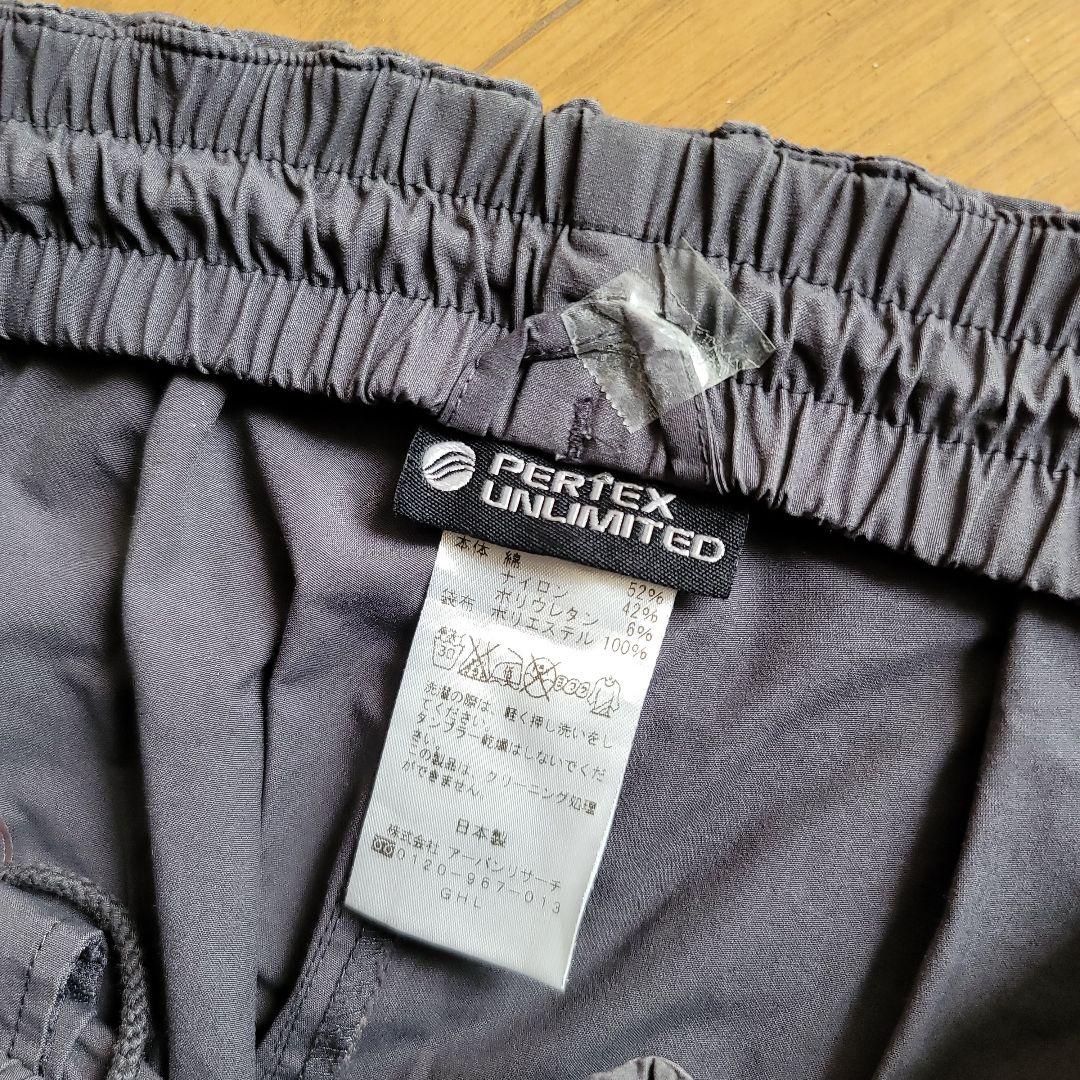 PERTEX
UNLIMITED
本体 綿 52%
ナイロン 42%
ポリウレタン 6%
袋布 ポリエステル 100%
洗濯の際は、軽く押し洗いをし
てください。
タンブラー乾燥はしないでくだ
さい。
この製品は、クリーニング処理
ができません。
日本製
株式会社 アーバンリサーチ
0120-967-013
GHL